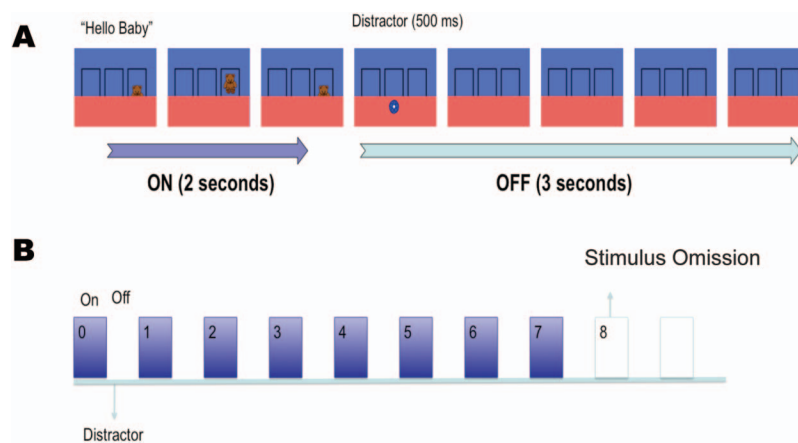 A
"Hello Baby"
Distractor (500 ms)
ON (2 seconds)
OFF (3 seconds)
B
Stimulus Omission
On Off
0 1 2 3 4 5 6 7 8
Distractor